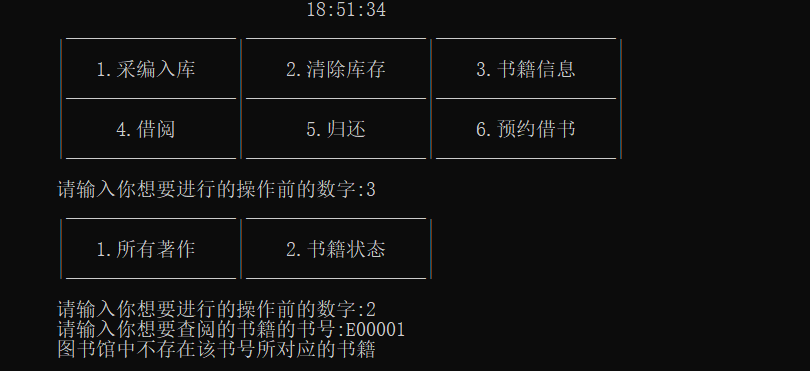 18:51:34
1.采编入库 2.清除库存 3.书籍信息
4.借阅 5.归还 6.预约借书
请输入你想要进行的操作前的数字:3
1.所有著作 2.书籍状态
请输入你想要进行的操作前的数字:2
请输入你想要查阅的书籍的书号:E00001
图书馆中不存在该书号所对应的书籍